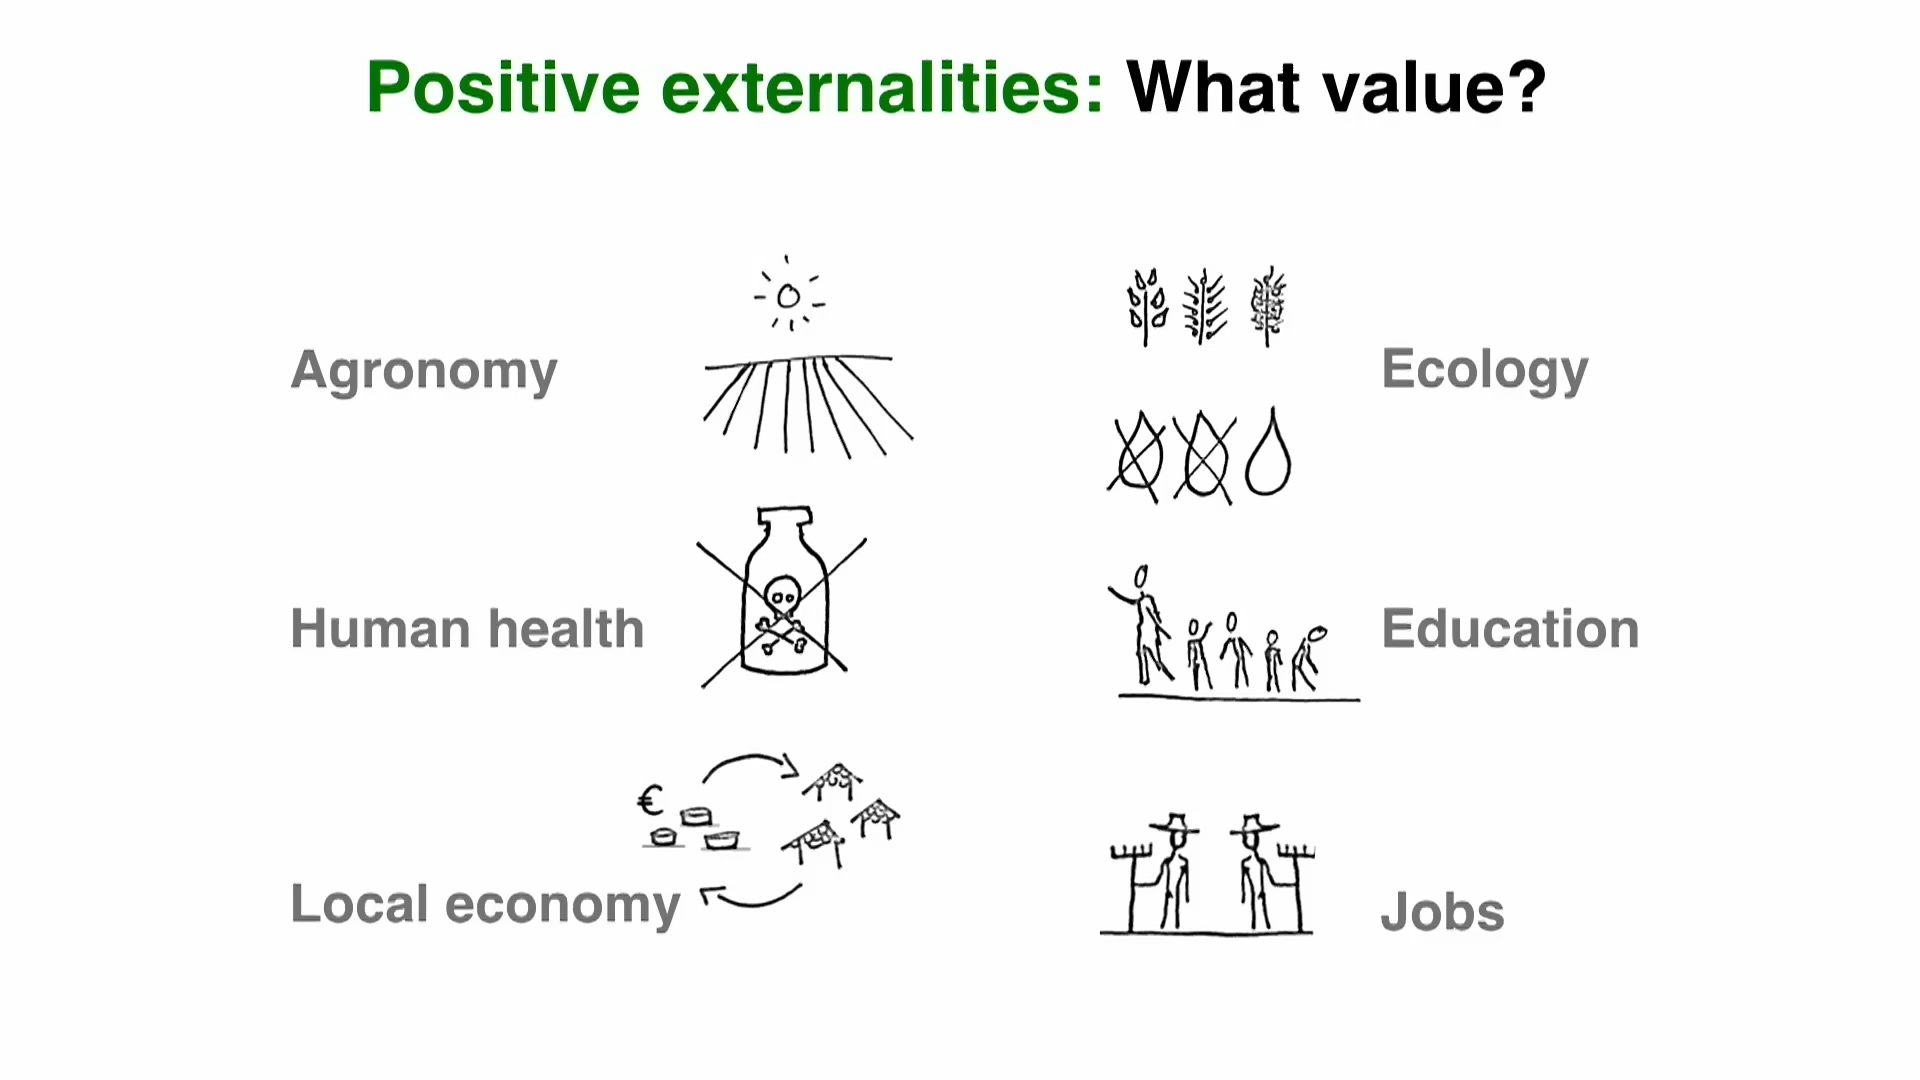 Positive externalities: What value?
Agronomy
Ecology
Human health
Education
€
Local economy
Jobs